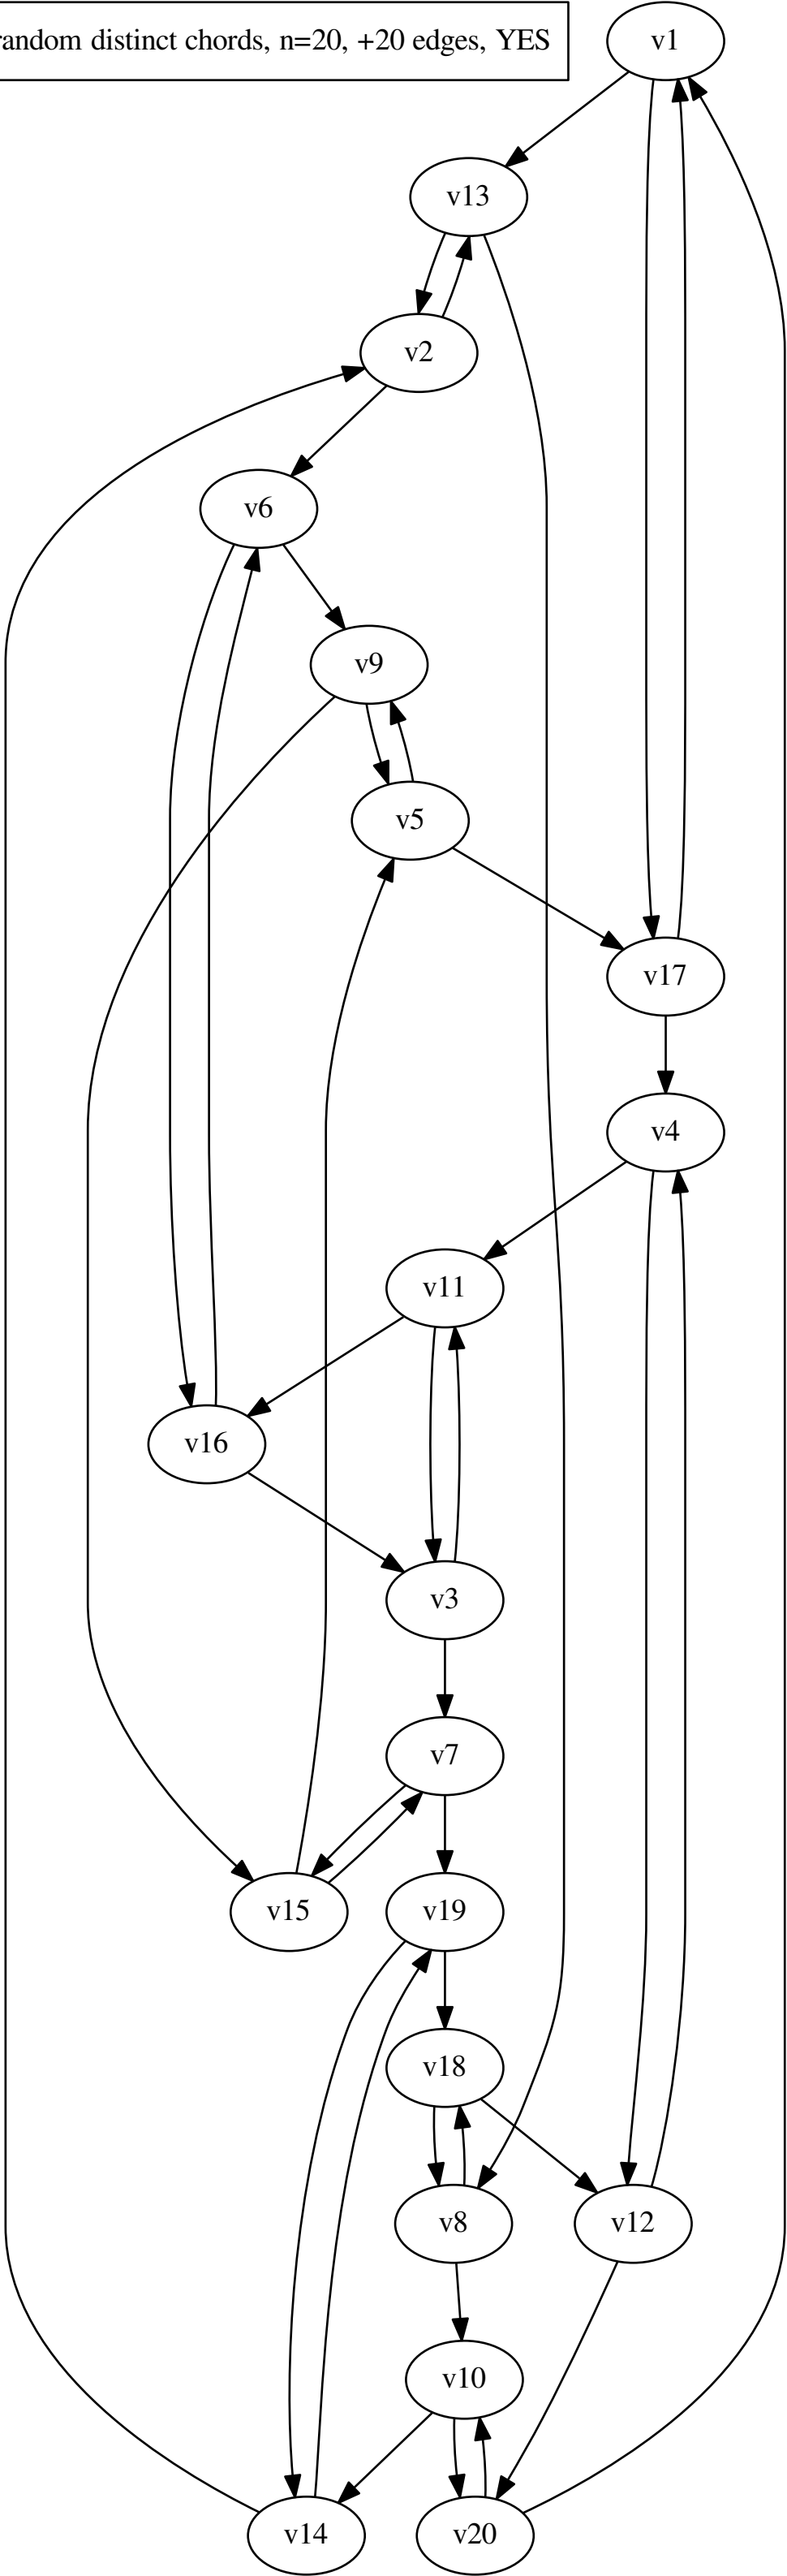 random distinct chords, n=20, +20 edges, YES
v1
v13
v2
v6
v9
v5
v17
v4
v11
v16
v3
v7
v15
v19
v18
v8
v12
v10
v14
v20